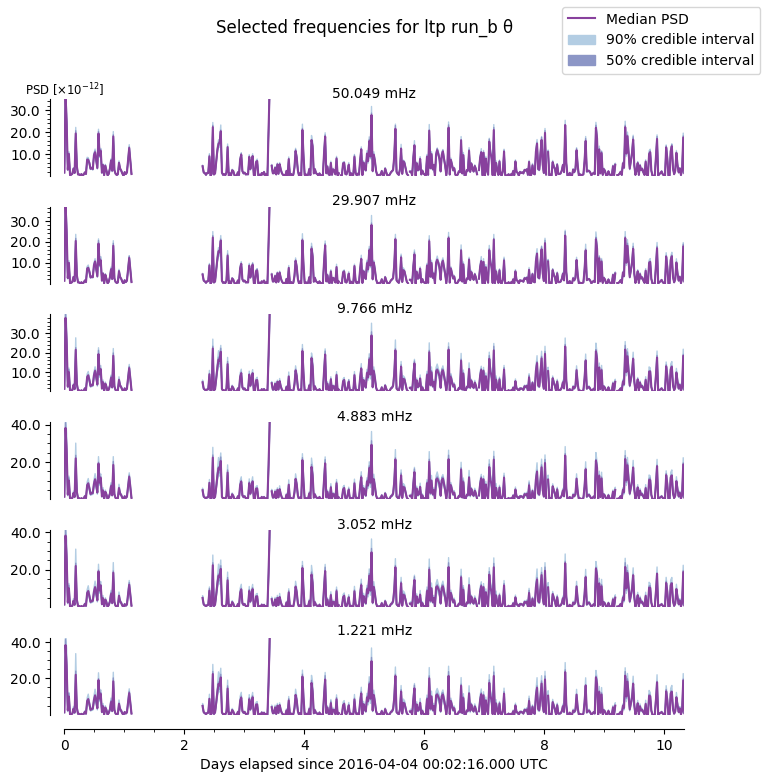 Selected frequencies for ltp run_b θ
Median PSD
90% credible interval
50% credible interval
PSD [×10⁻¹²]
50.049 mHz
30.0
20.0
10.0
29.907 mHz
30.0
20.0
10.0
9.766 mHz
30.0
20.0
10.0
4.883 mHz
40.0
20.0
3.052 mHz
40.0
20.0
1.221 mHz
40.0
20.0
0 2 4 6 8 10
Days elapsed since 2016-04-04 00:02:16.000 UTC